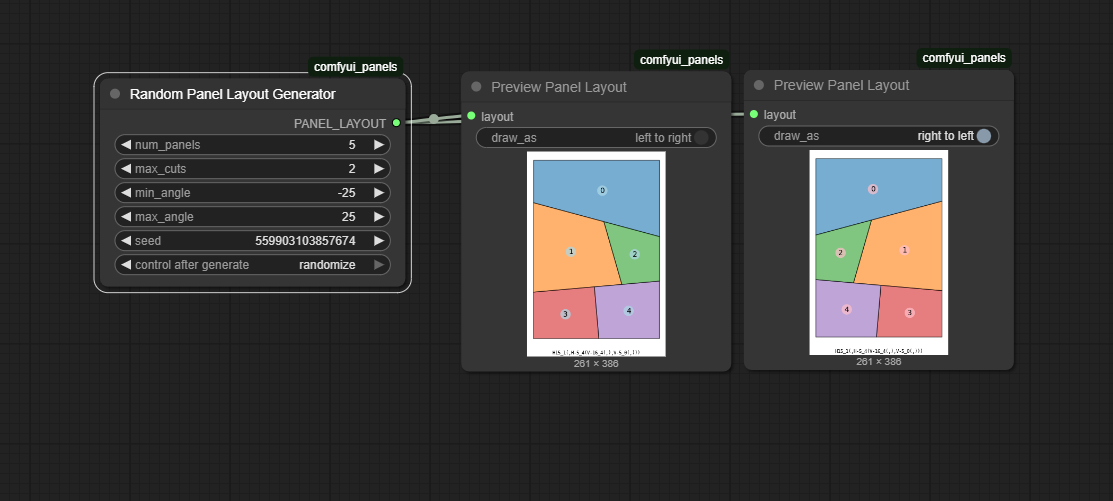 comfyui_panels
Random Panel Layout Generator
PANEL_LAYOUT
num_panels 5
max_cuts 2
min_angle -25
max_angle 25
seed 559903103857674
control after generate randomize
comfyui_panels
Preview Panel Layout
layout
draw_as left to right
0
1
2
3
4
261 × 386
comfyui_panels
Preview Panel Layout
layout
draw_as right to left
0
2
1
4
3
261 × 386